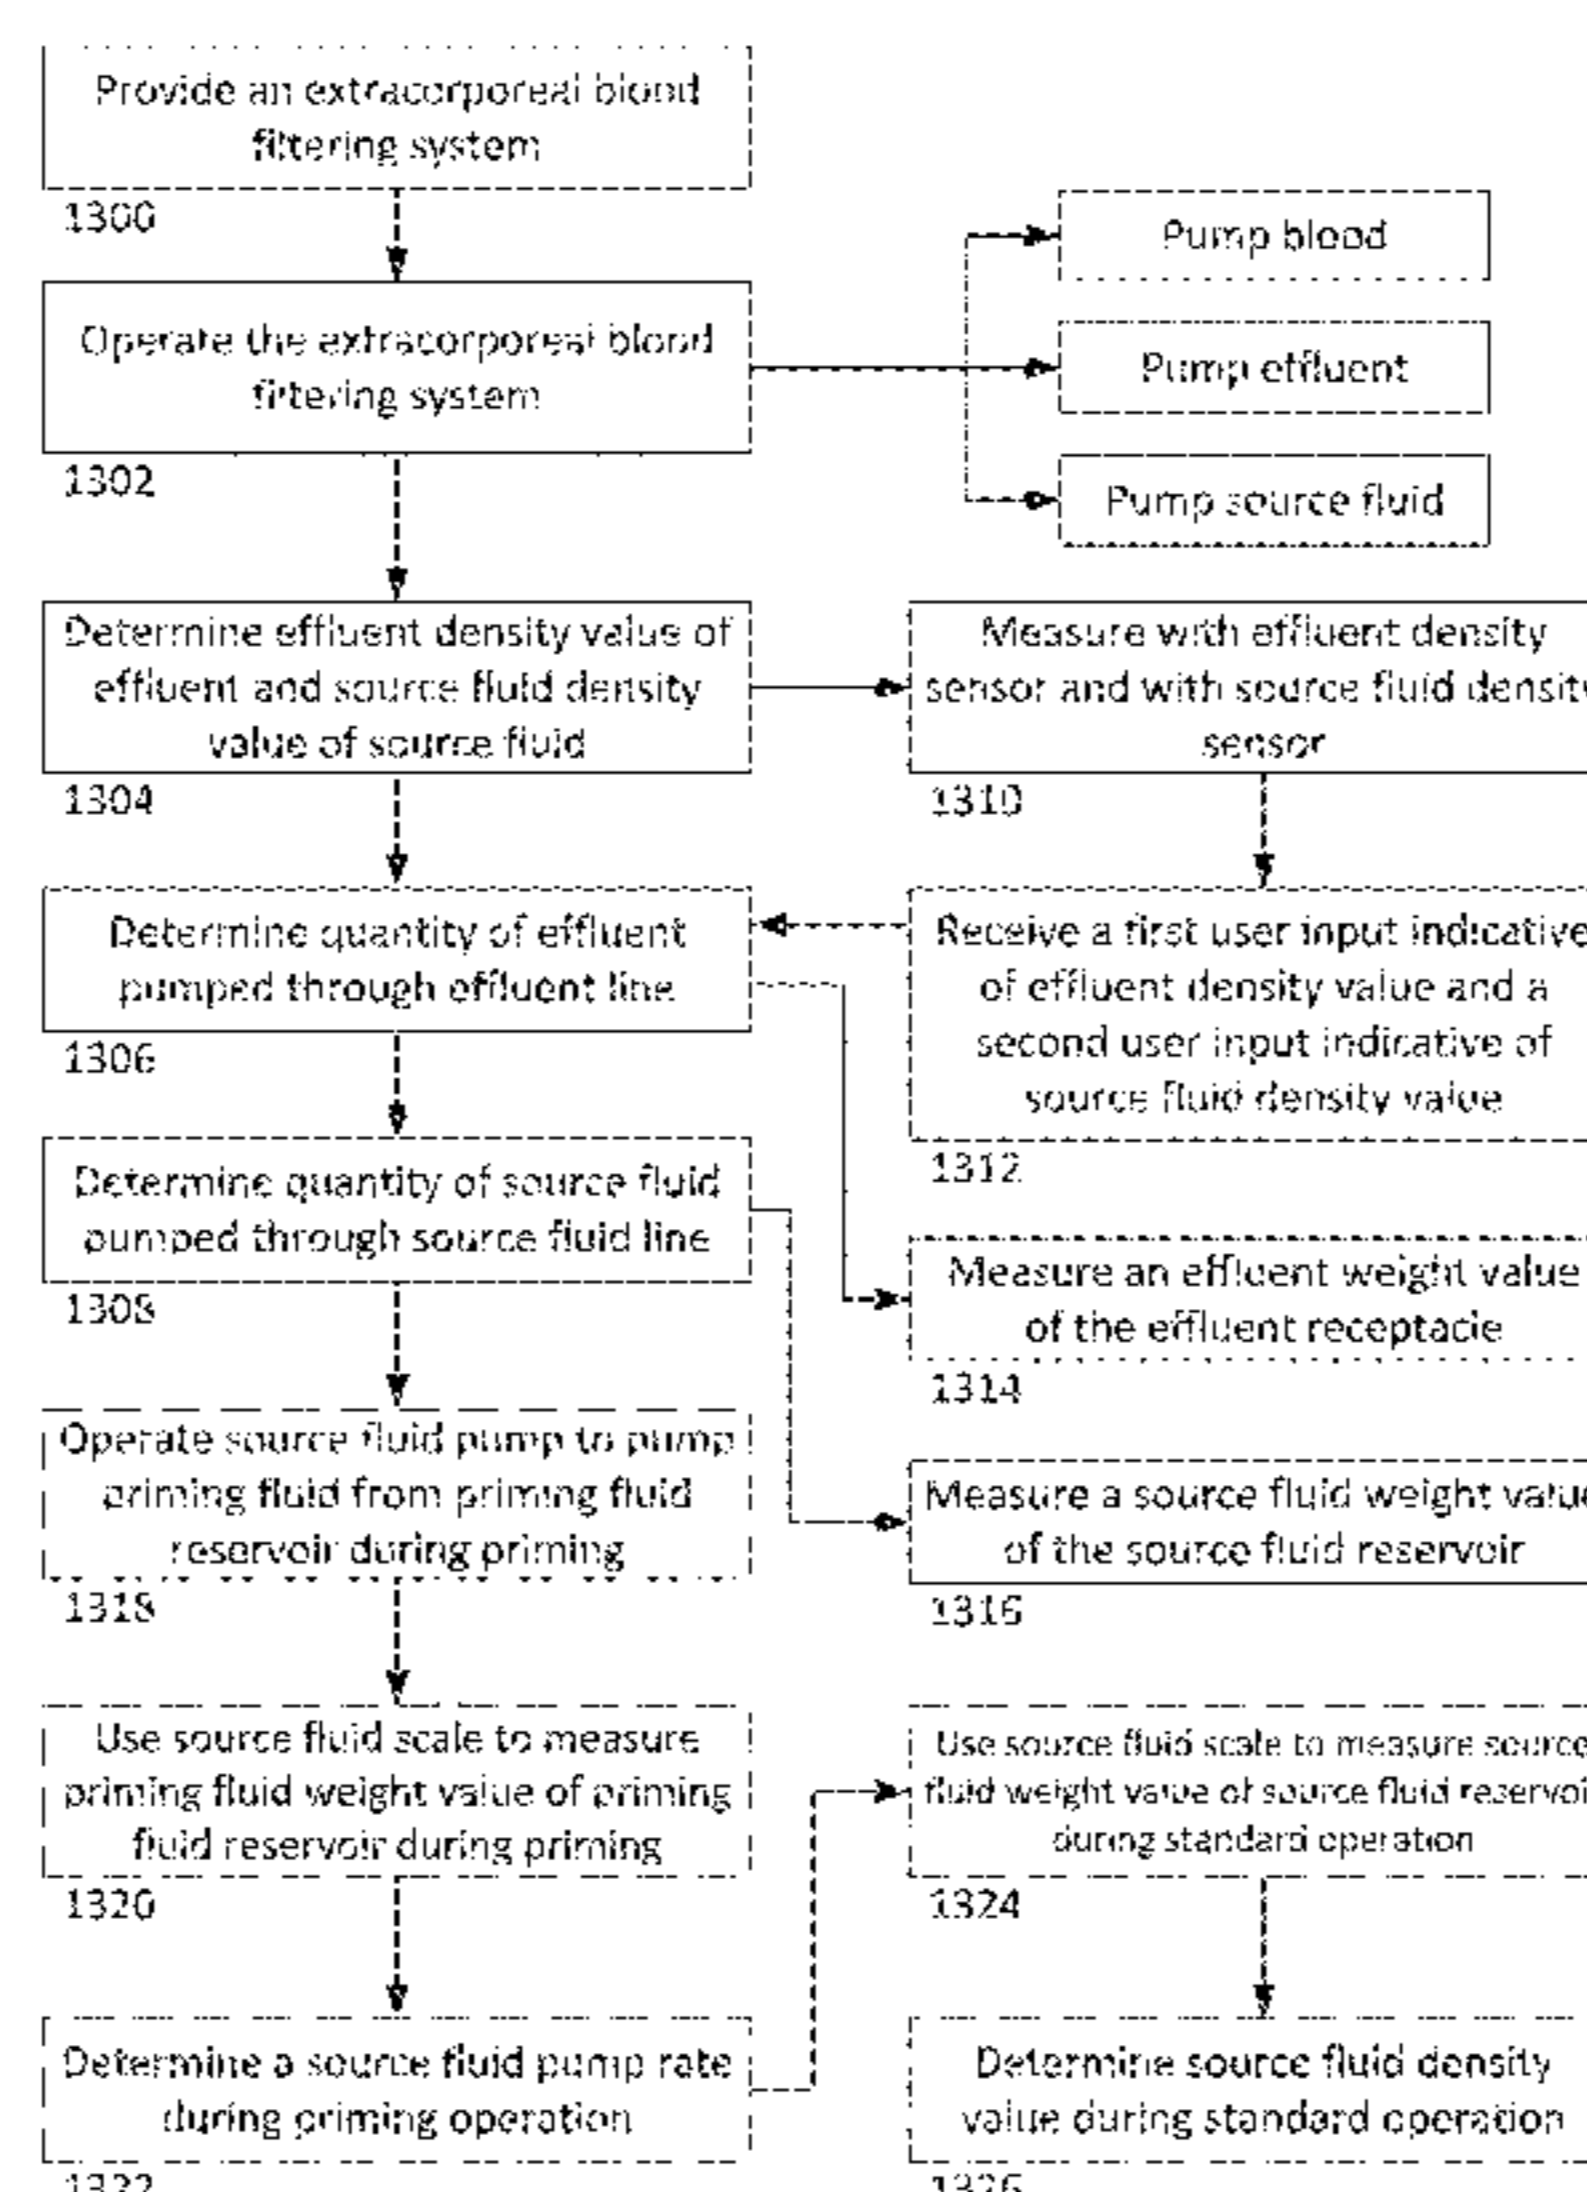 Provide an extracorporeal blood
filtering system
1300
Operate the extracorporeal blood
filtering system
1302
Pump blood
Pump effluent
Pump source fluid
Determine effluent density value of
effluent and source fluid density
value of source fluid
1304
Measure with effluent density
sensor and with source fluid density
sensor
1310
Determine quantity of effluent
pumped through effluent line
1306
Receive a first user input indicative
of effluent density value and a
second user input indicative of
source fluid density value
1312
Determine quantity of source fluid
pumped through source fluid line
1308
Measure an effluent weight value
of the effluent receptacle
1314
Operate source fluid pump to pump
priming fluid from priming fluid
reservoir during priming
1318
Measure a source fluid weight value
of the source fluid reservoir
1316
Use source fluid scale to measure
priming fluid weight value of priming
fluid reservoir during priming
1320
Use source fluid scale to measure source
fluid weight value of source fluid reservoir
during standard operation
1324
Determine a source fluid pump rate
during priming operation
1322
Determine source fluid density
value during standard operation
1326